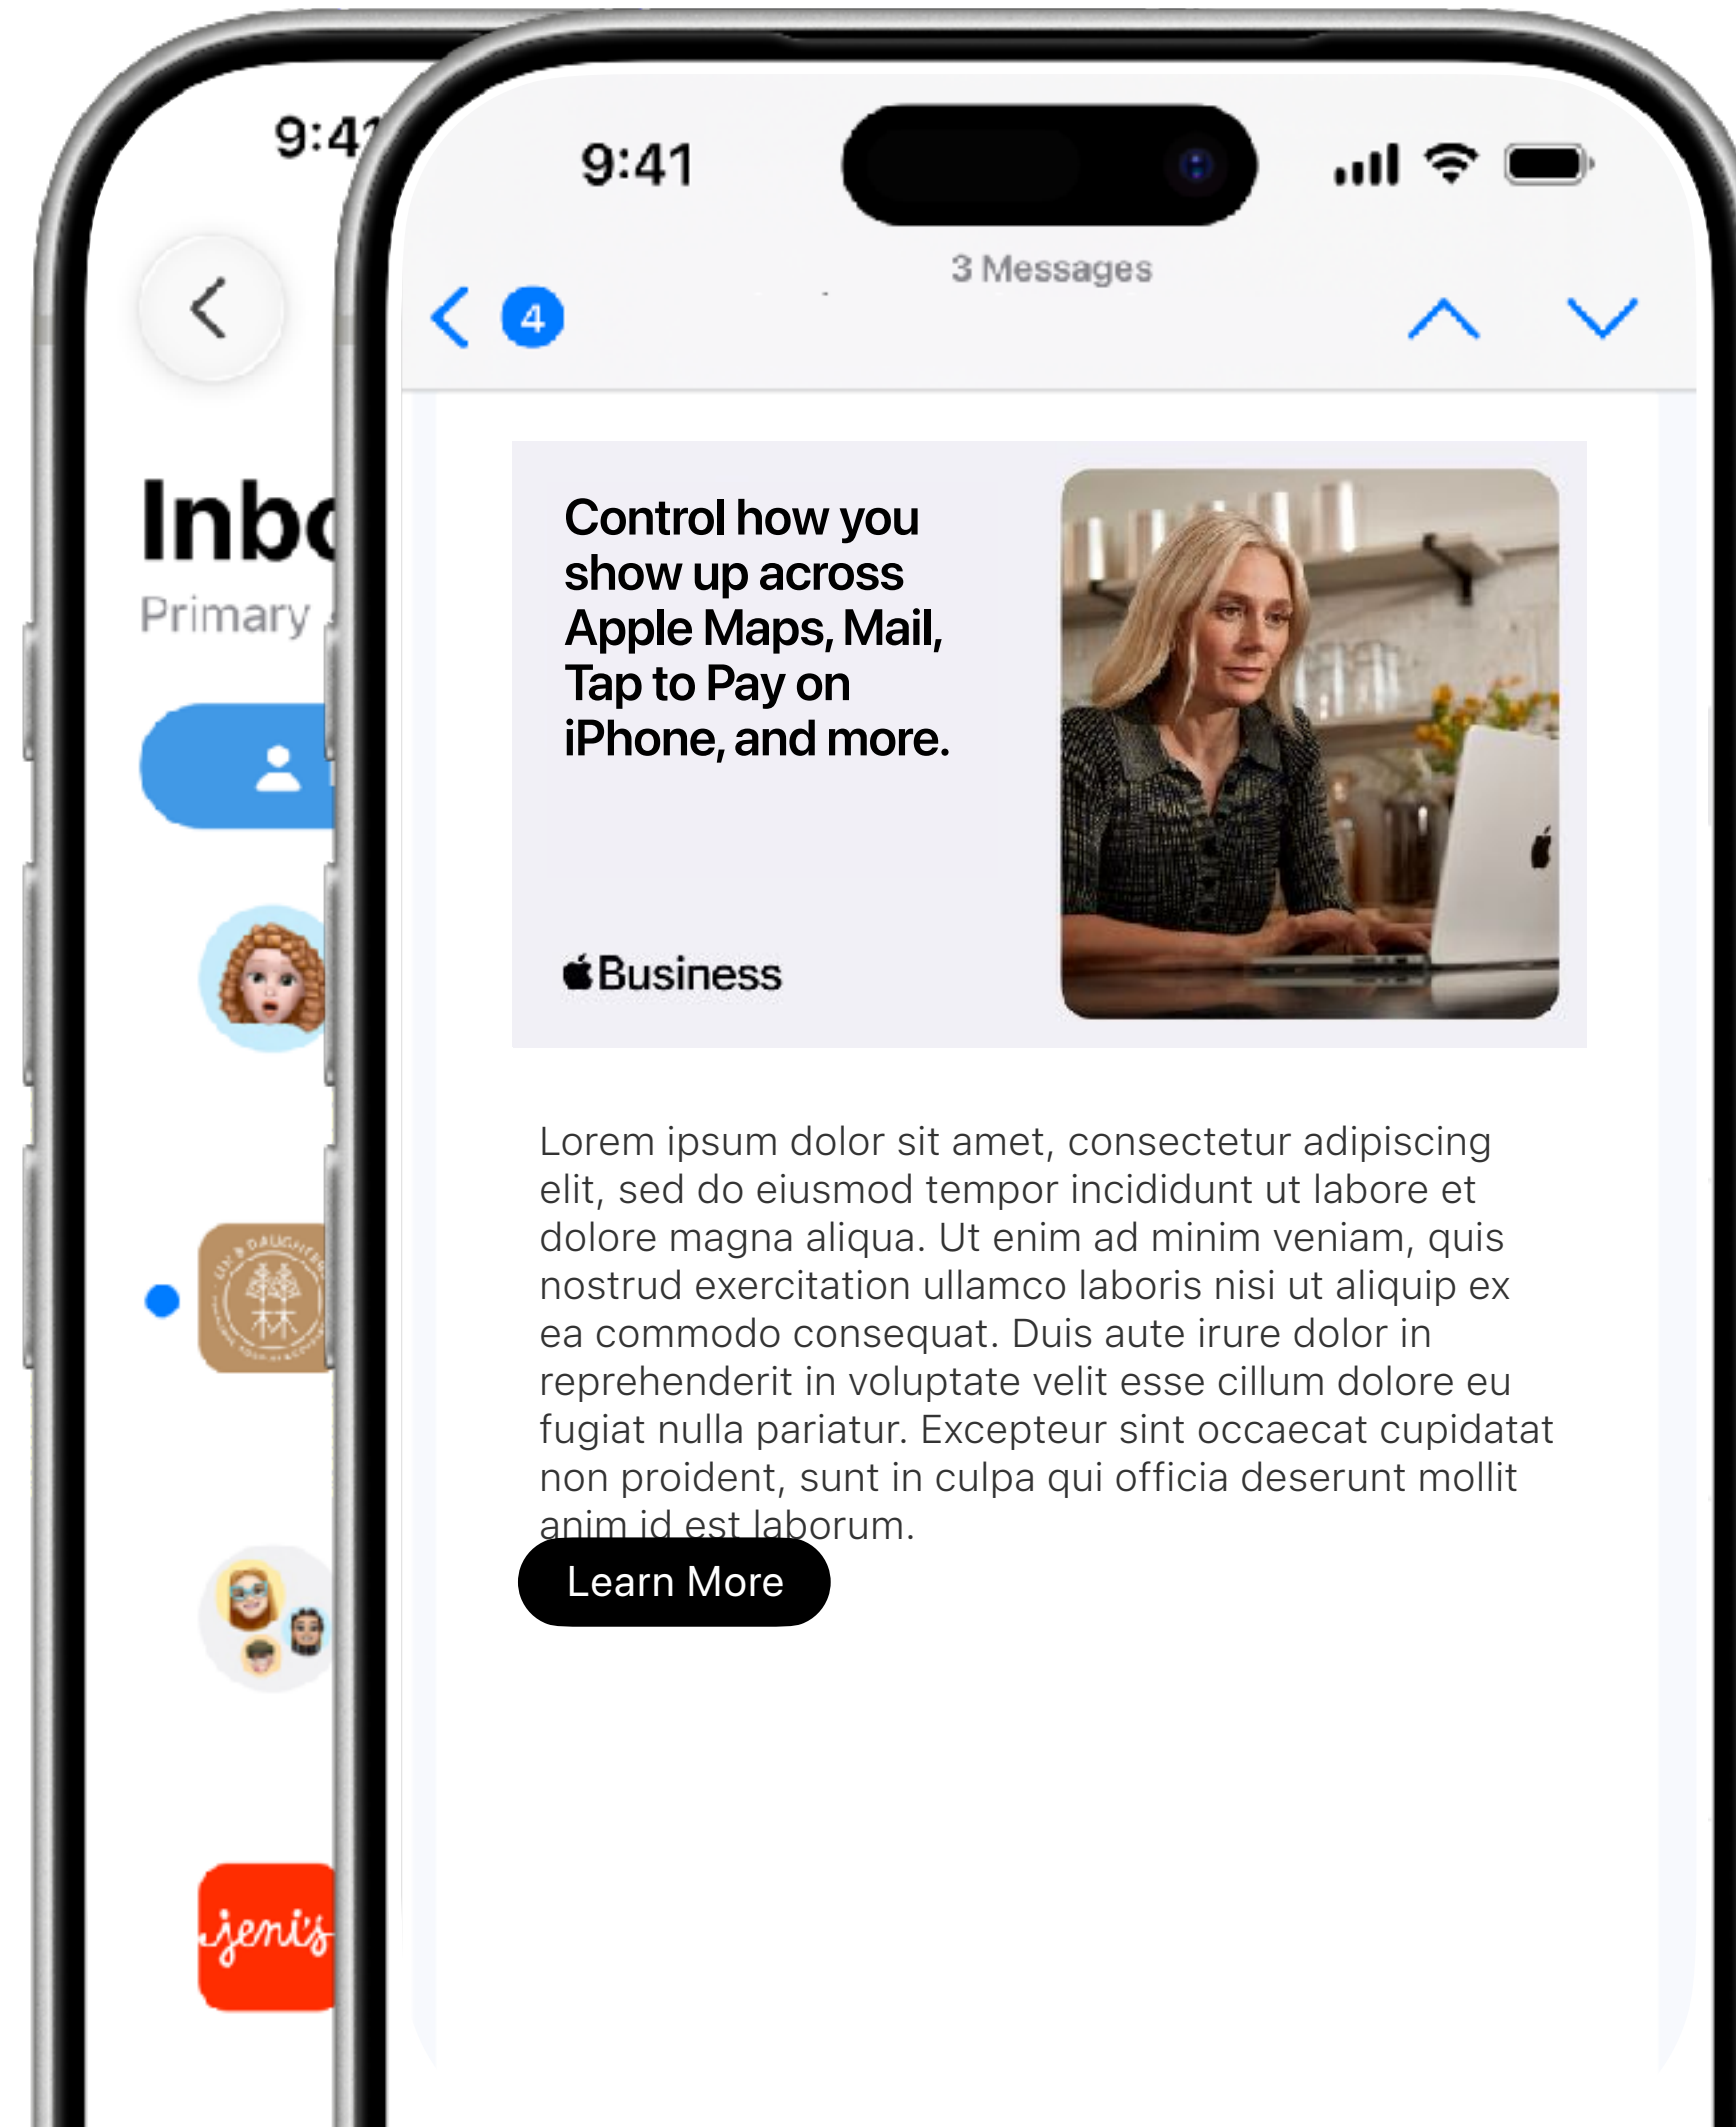 9:41
Inbo
Primary
jeni's
9:41
3 Messages
4
Control how you
show up across
Apple Maps, Mail,
Tap to Pay on
iPhone, and more.
Business
Lorem ipsum dolor sit amet, consectetur adipiscing
elit, sed do eiusmod tempor incididunt ut labore et
dolore magna aliqua. Ut enim ad minim veniam, quis
nostrud exercitation ullamco laboris nisi ut aliquip ex
ea commodo consequat. Duis aute irure dolor in
reprehenderit in voluptate velit esse cillum dolore eu
fugiat nulla pariatur. Excepteur sint occaecat cupidatat
non proident, sunt in culpa qui officia deserunt mollit
anim id est laborum.
Learn More